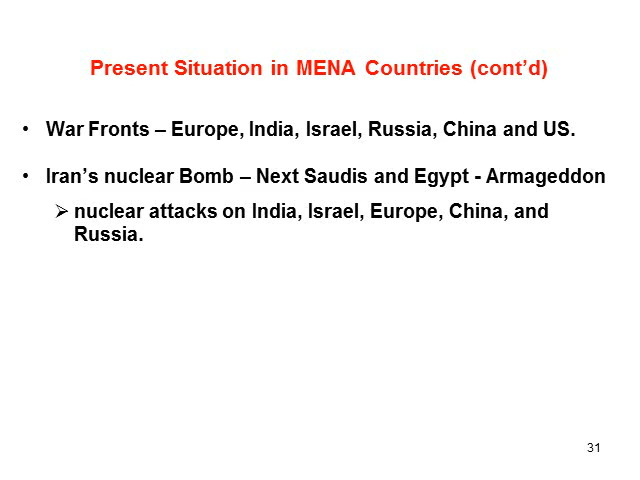 Present Situation in MENA Countries (cont’d)
• War Fronts – Europe, India, Israel, Russia, China and US.
• Iran’s nuclear Bomb – Next Saudis and Egypt - Armageddon
➢ nuclear attacks on India, Israel, Europe, China, and
Russia.
31